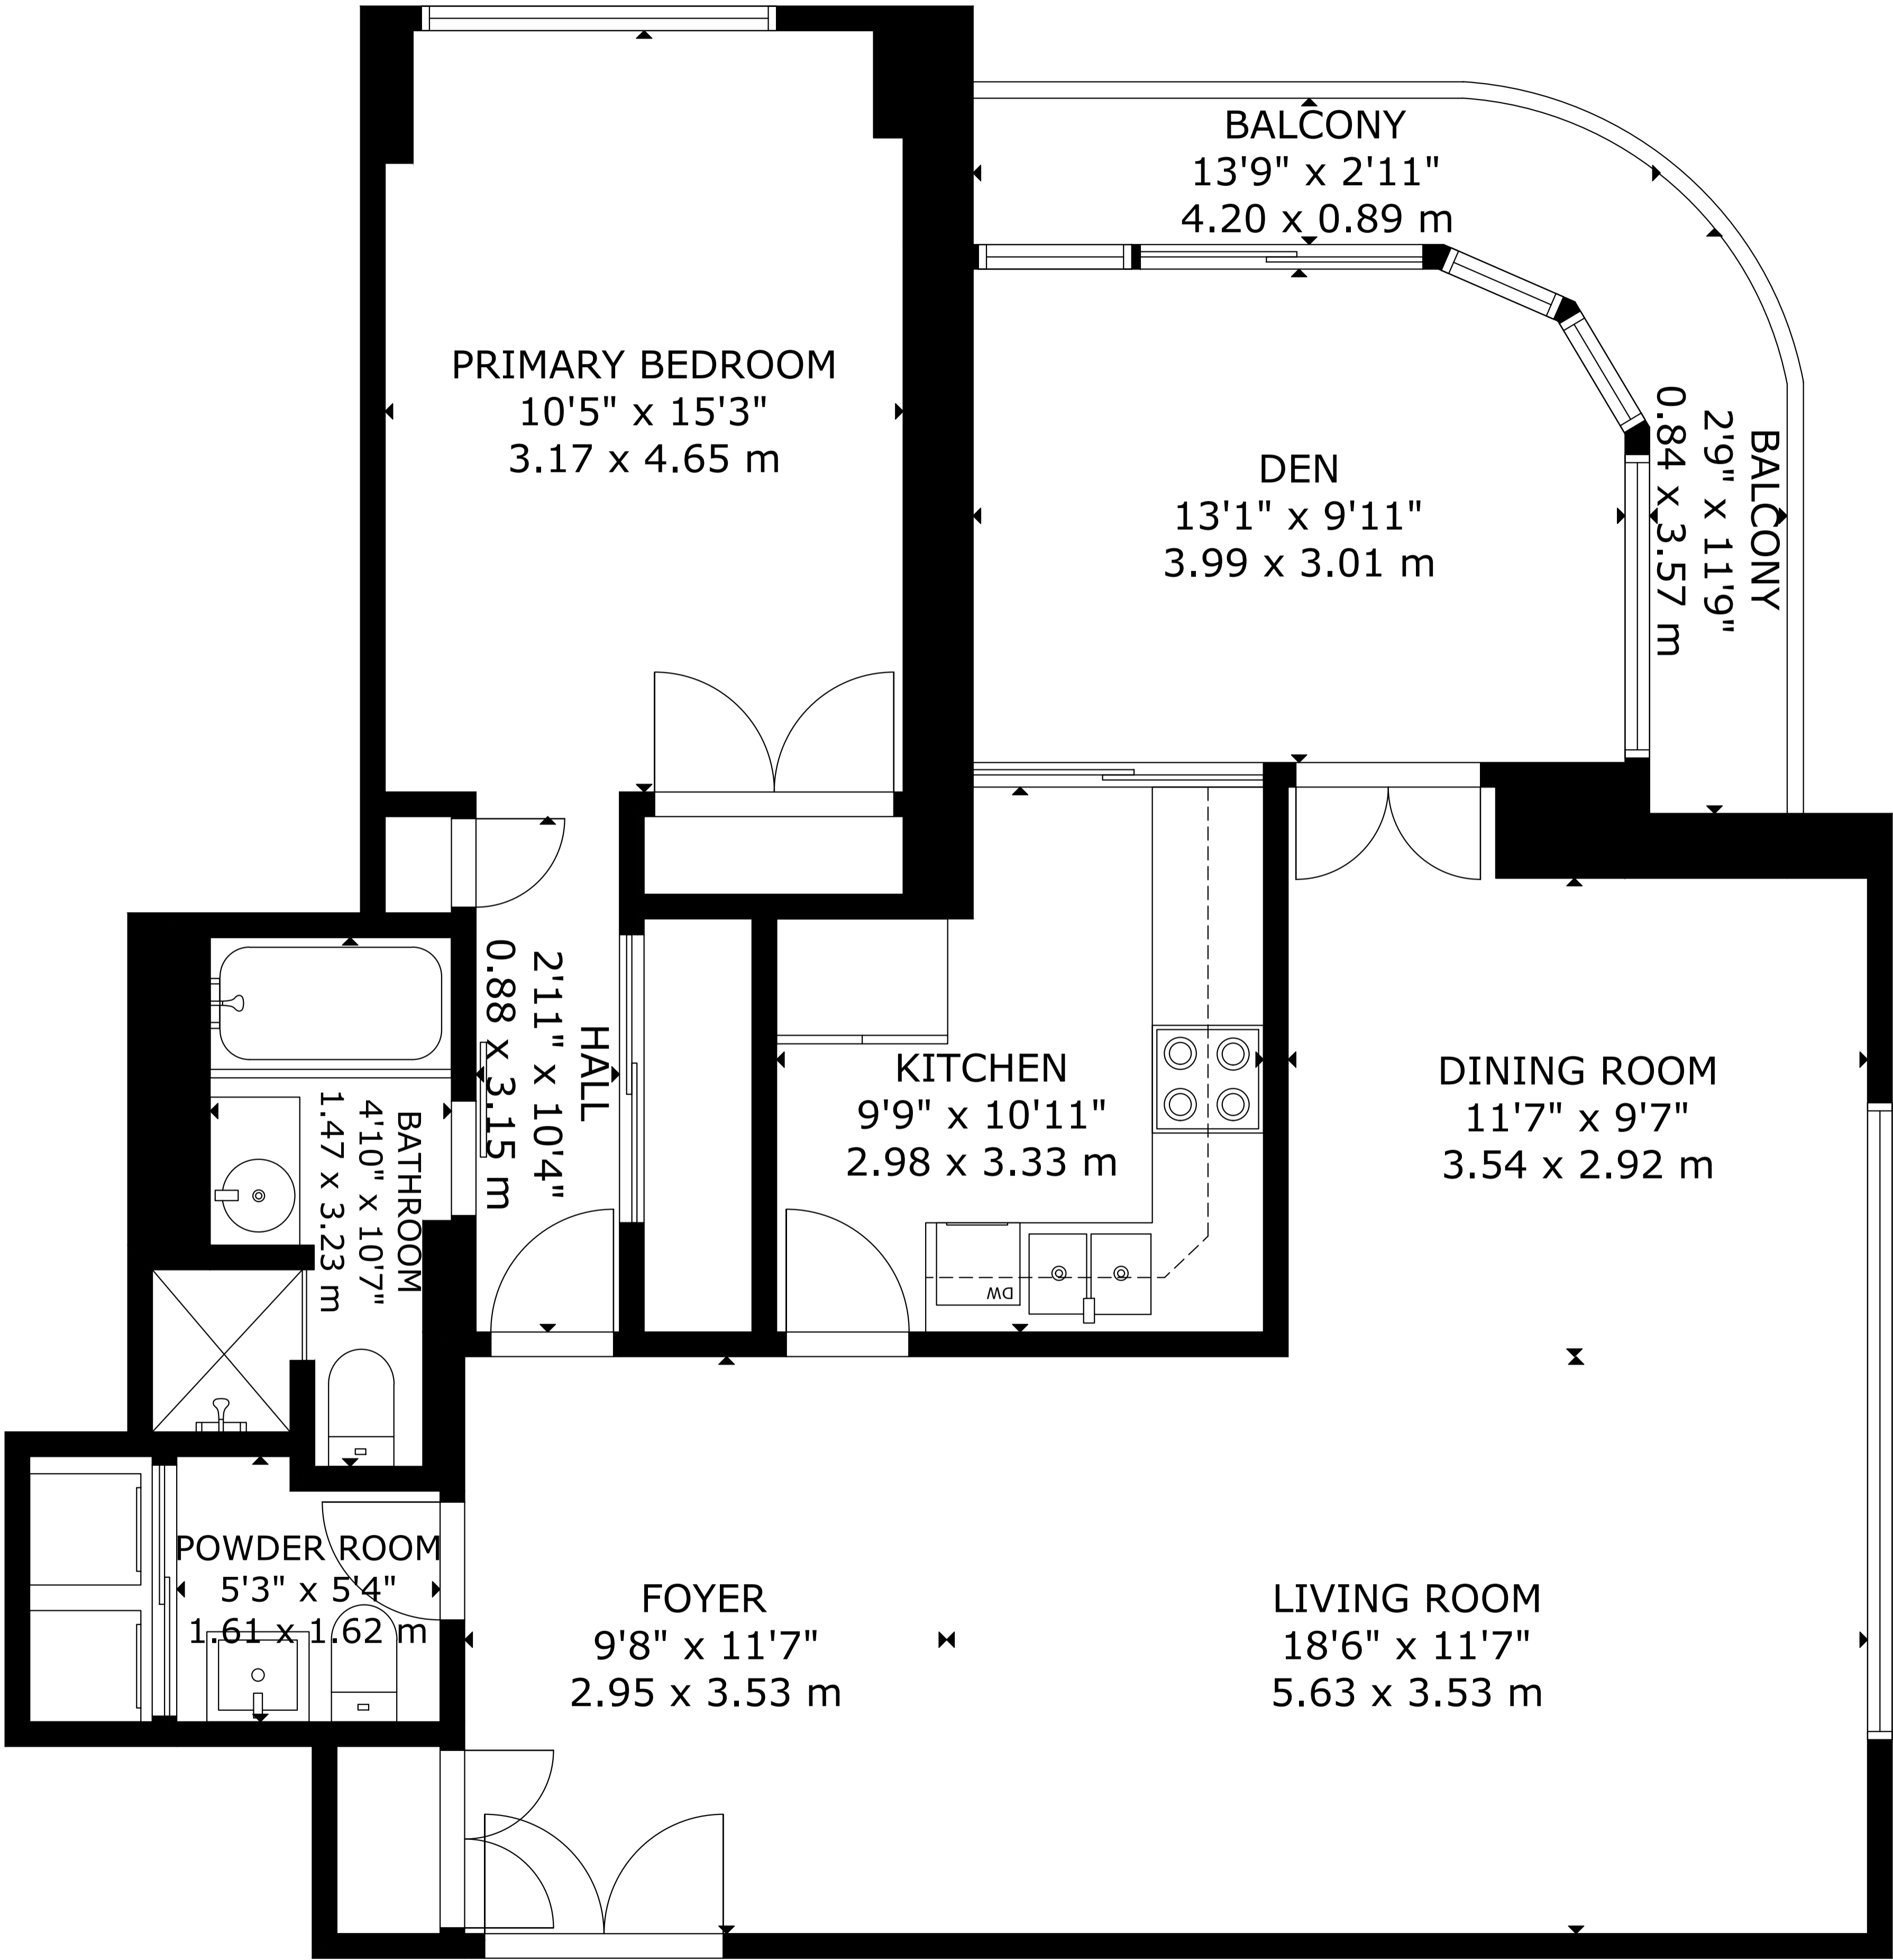 BALCONY
13'9" x 2'11"
4.20 x 0.89 m
PRIMARY BEDROOM
10'5" x 15'3"
3.17 x 4.65 m
DEN
13'1" x 9'11"
3.99 x 3.01 m
BALCONY
2'9" x 11'9"
0.84 x 3.57 m
HALL
2'11" x 10'4"
0.88 x 3.15 m
KITCHEN
9'9" x 10'11"
2.98 x 3.33 m
DINING ROOM
11'7" x 9'7"
3.54 x 2.92 m
BATHROOM
4'10" x 10'7"
1.47 x 3.23 m
DW
POWDER ROOM
5'3" x 5'4"
1.61 x 1.62 m
FOYER
9'8" x 11'7"
2.95 x 3.53 m
LIVING ROOM
18'6" x 11'7"
5.63 x 3.53 m